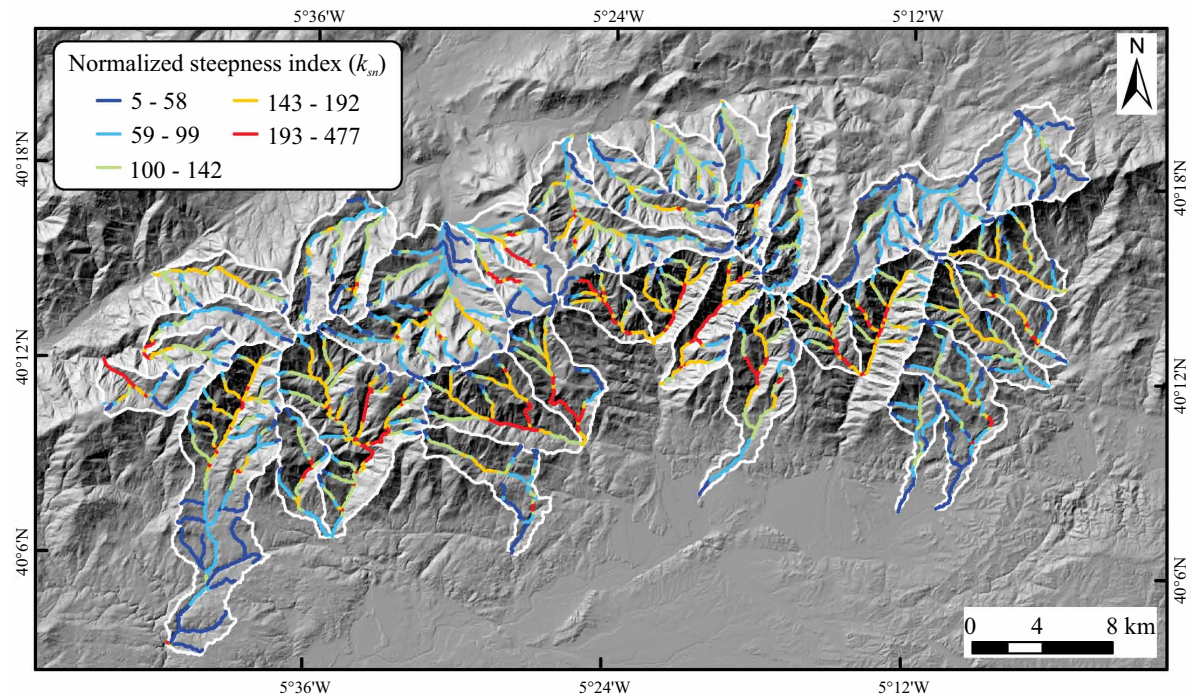 5°36'W 5°24'W 5°12'W
N
Normalized steepness index (ksn)
5 - 58 143 - 192
59 - 99 193 - 477
100 - 142
40°18'N 40°18'N
40°12'N 40°12'N
40°6'N 40°6'N
0 4 8 km
5°36'W 5°24'W 5°12'W